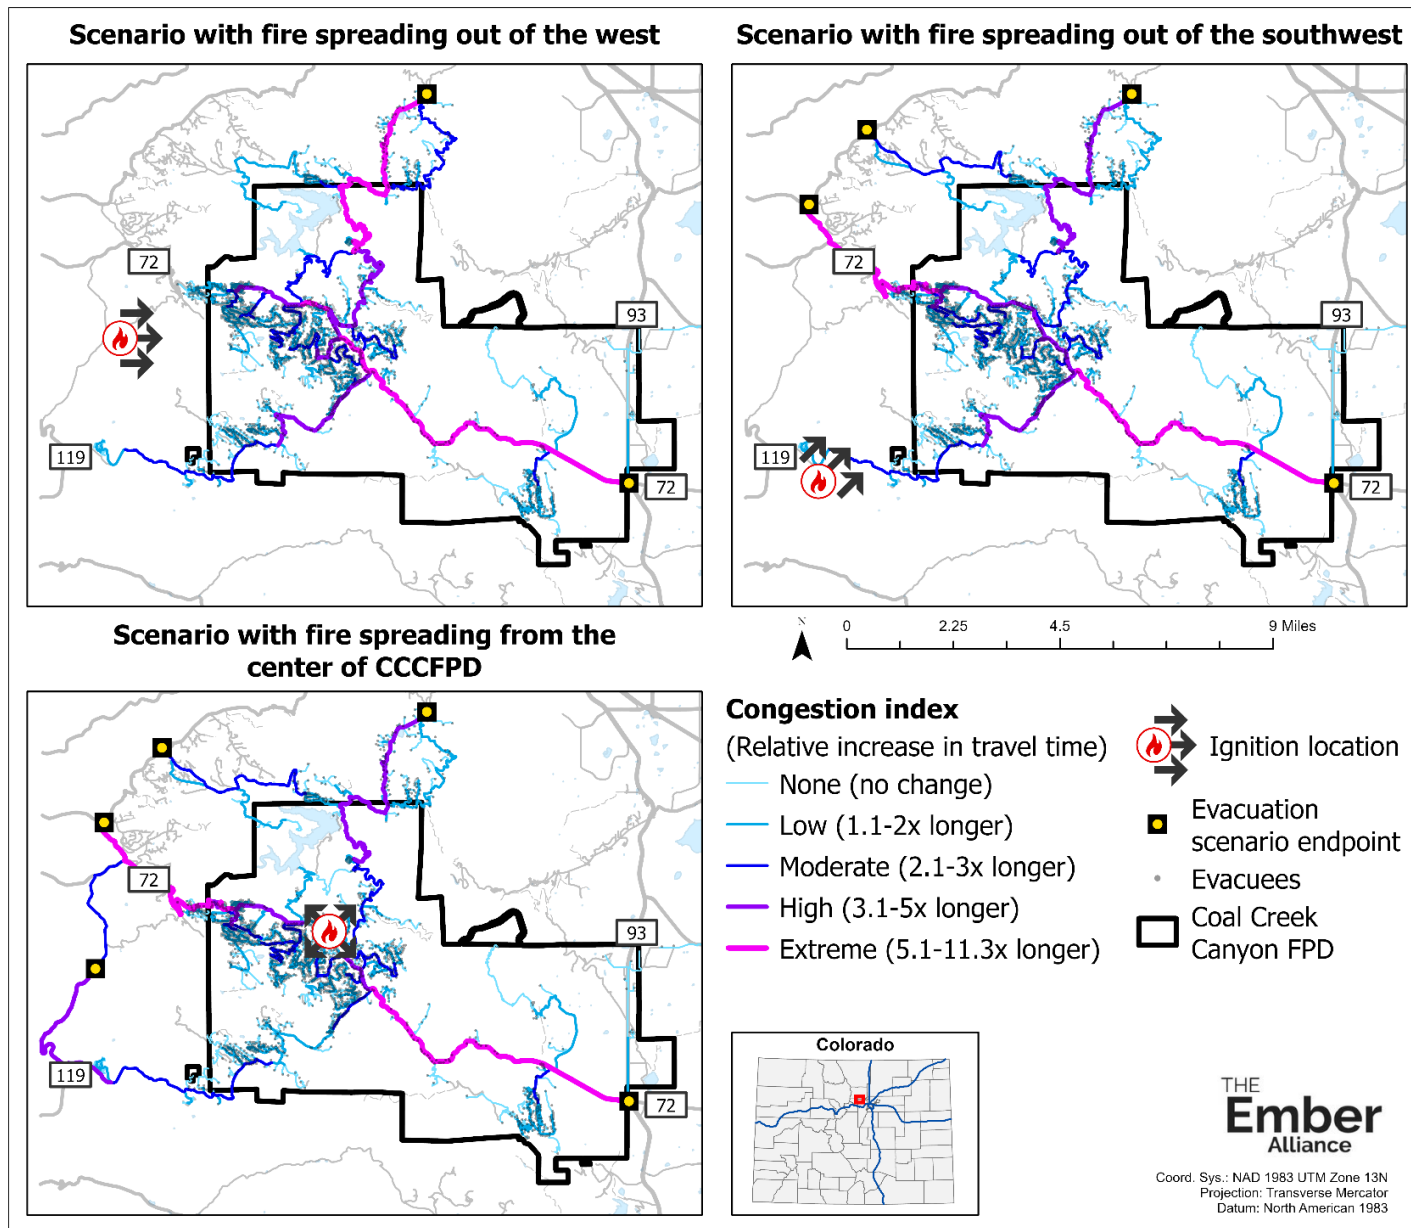 Scenario with fire spreading out of the west
Scenario with fire spreading out of the southwest
72
93
119
72
72
93
119
72
N
0 2.25 4.5 9 Miles
Scenario with fire spreading from the
center of CCCFPD
72
93
119
72
Congestion index
(Relative increase in travel time)
None (no change)
Low (1.1-2x longer)
Moderate (2.1-3x longer)
High (3.1-5x longer)
Extreme (5.1-11.3x longer)
Ignition location
Evacuation
scenario endpoint
Evacuees
Coal Creek
Canyon FPD
Colorado
THE
Ember
Alliance
Coord. Sys.: NAD 1983 UTM Zone 13N
Projection: Transverse Mercator
Datum: North American 1983